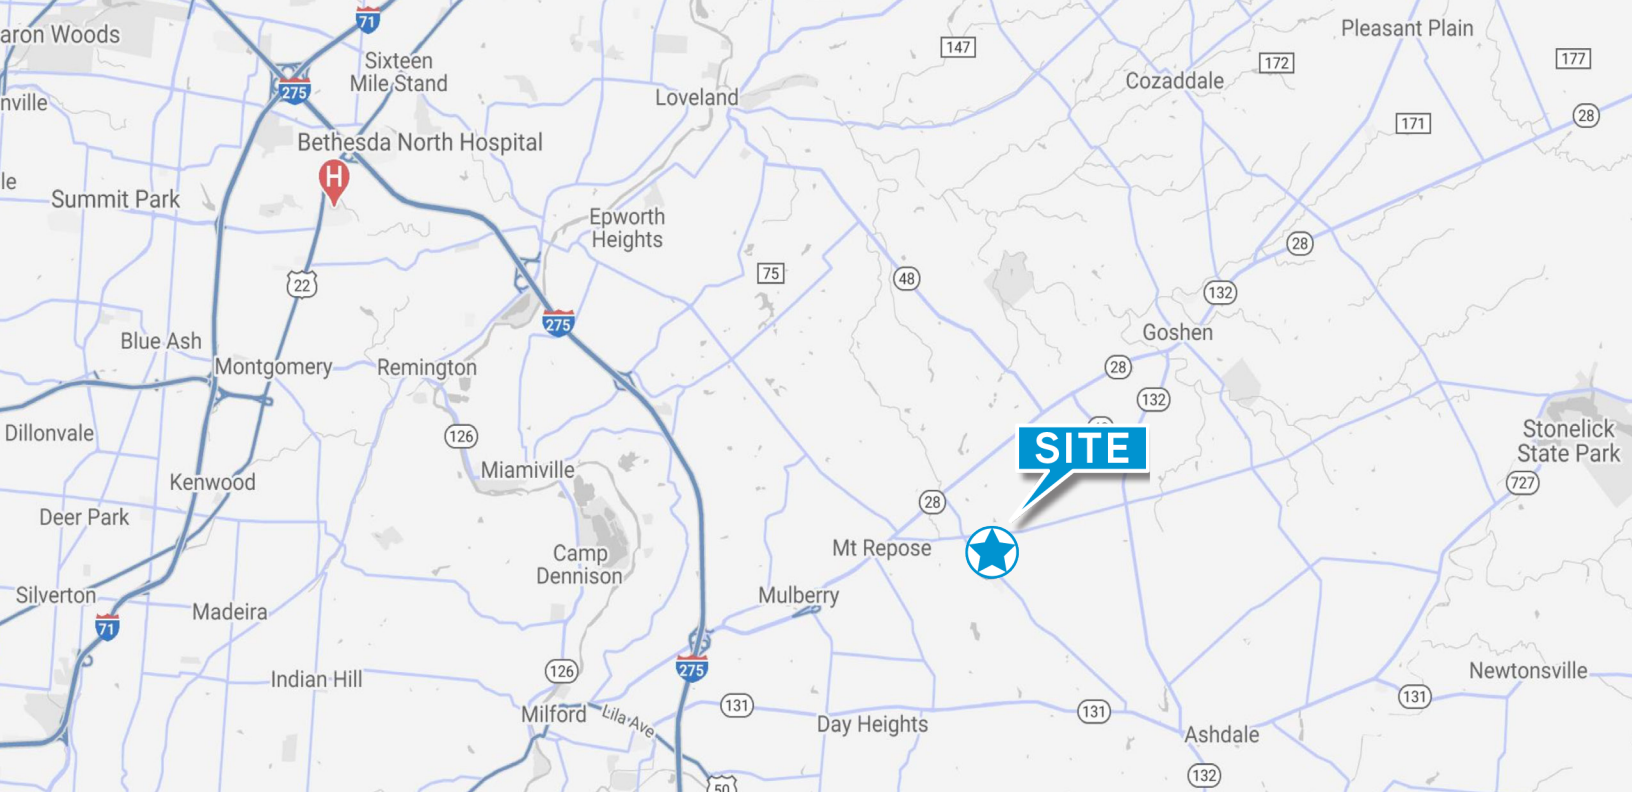 71
147
Pleasant Plain
aron Woods
Sixteen
Mile Stand
172
177
275
Cozaddale
nville
Loveland
28
171
Bethesda North Hospital
H
le
Summit Park
Epworth
Heights
28
75
48
22
132
275
Goshen
Blue Ash
Montgomery
Remington
28
132
Dillonvale
126
SITE
Stonelick
State Park
Miamiville
Kenwood
727
28
Deer Park
Mt Repose
Camp
Dennison
Silverton
Mulberry
Madeira
71
275
126
Indian Hill
Newtonsville
131
131
131
Milford
Lila Ave
Day Heights
Ashdale
132
50